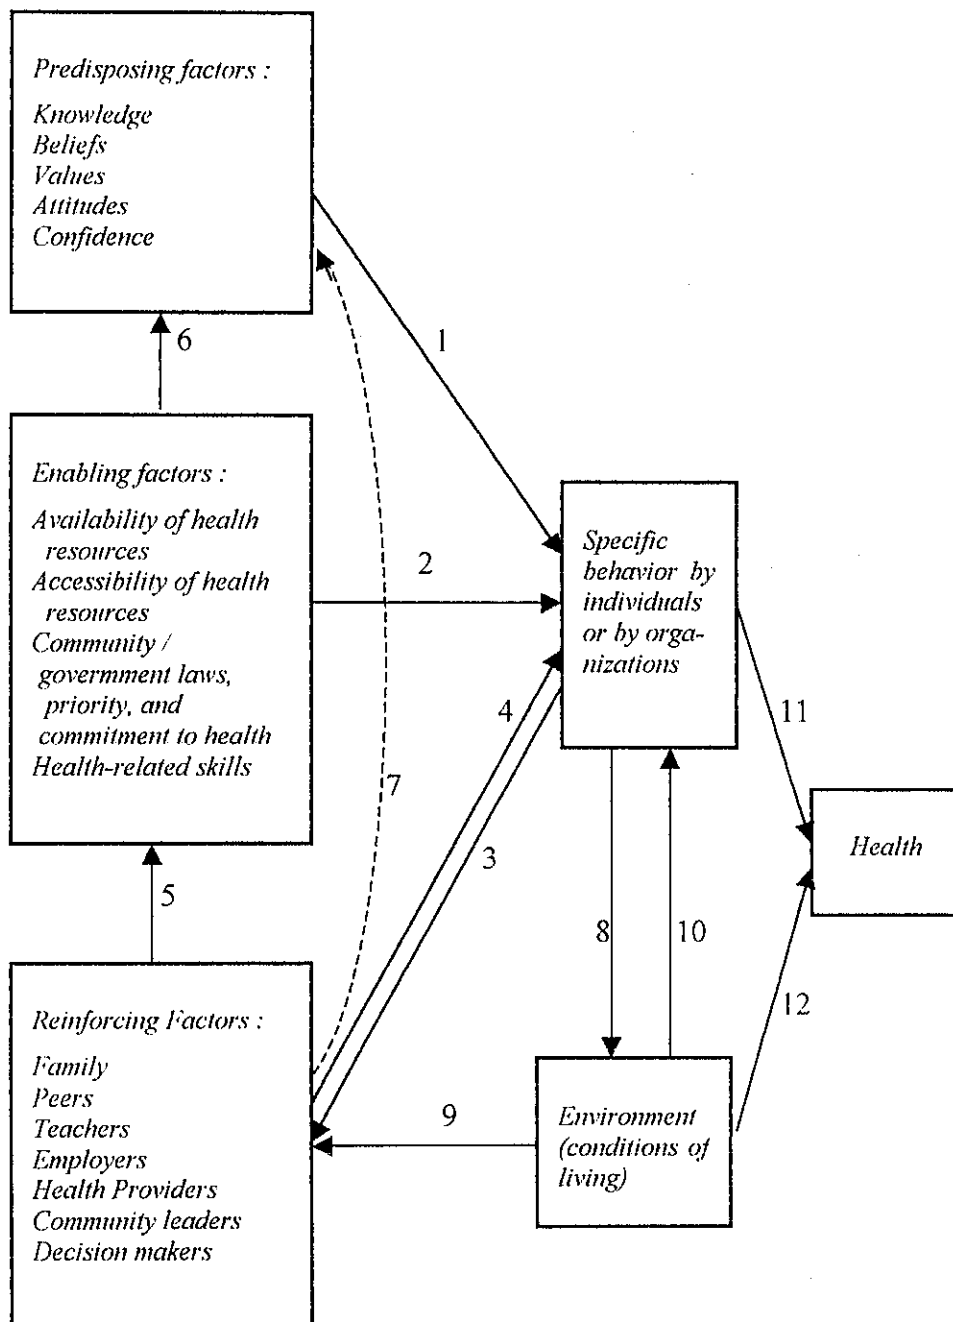 Predisposing factors :
Knowledge
Beliefs
Values
Attitudes
Confidence
6
1
Enabling factors :
Availability of health
resources
Accessibility of health
resources
Community /
government laws,
priority, and
commitment to health
Health-related skills
2
Specific
behavior by
individuals
or by orga-
nizations
4
3
7
11
Health
5
8
10
12
Reinforcing Factors :
Family
Peers
Teachers
Employers
Health Providers
Community leaders
Decision makers
9
Environment
(conditions of
living)